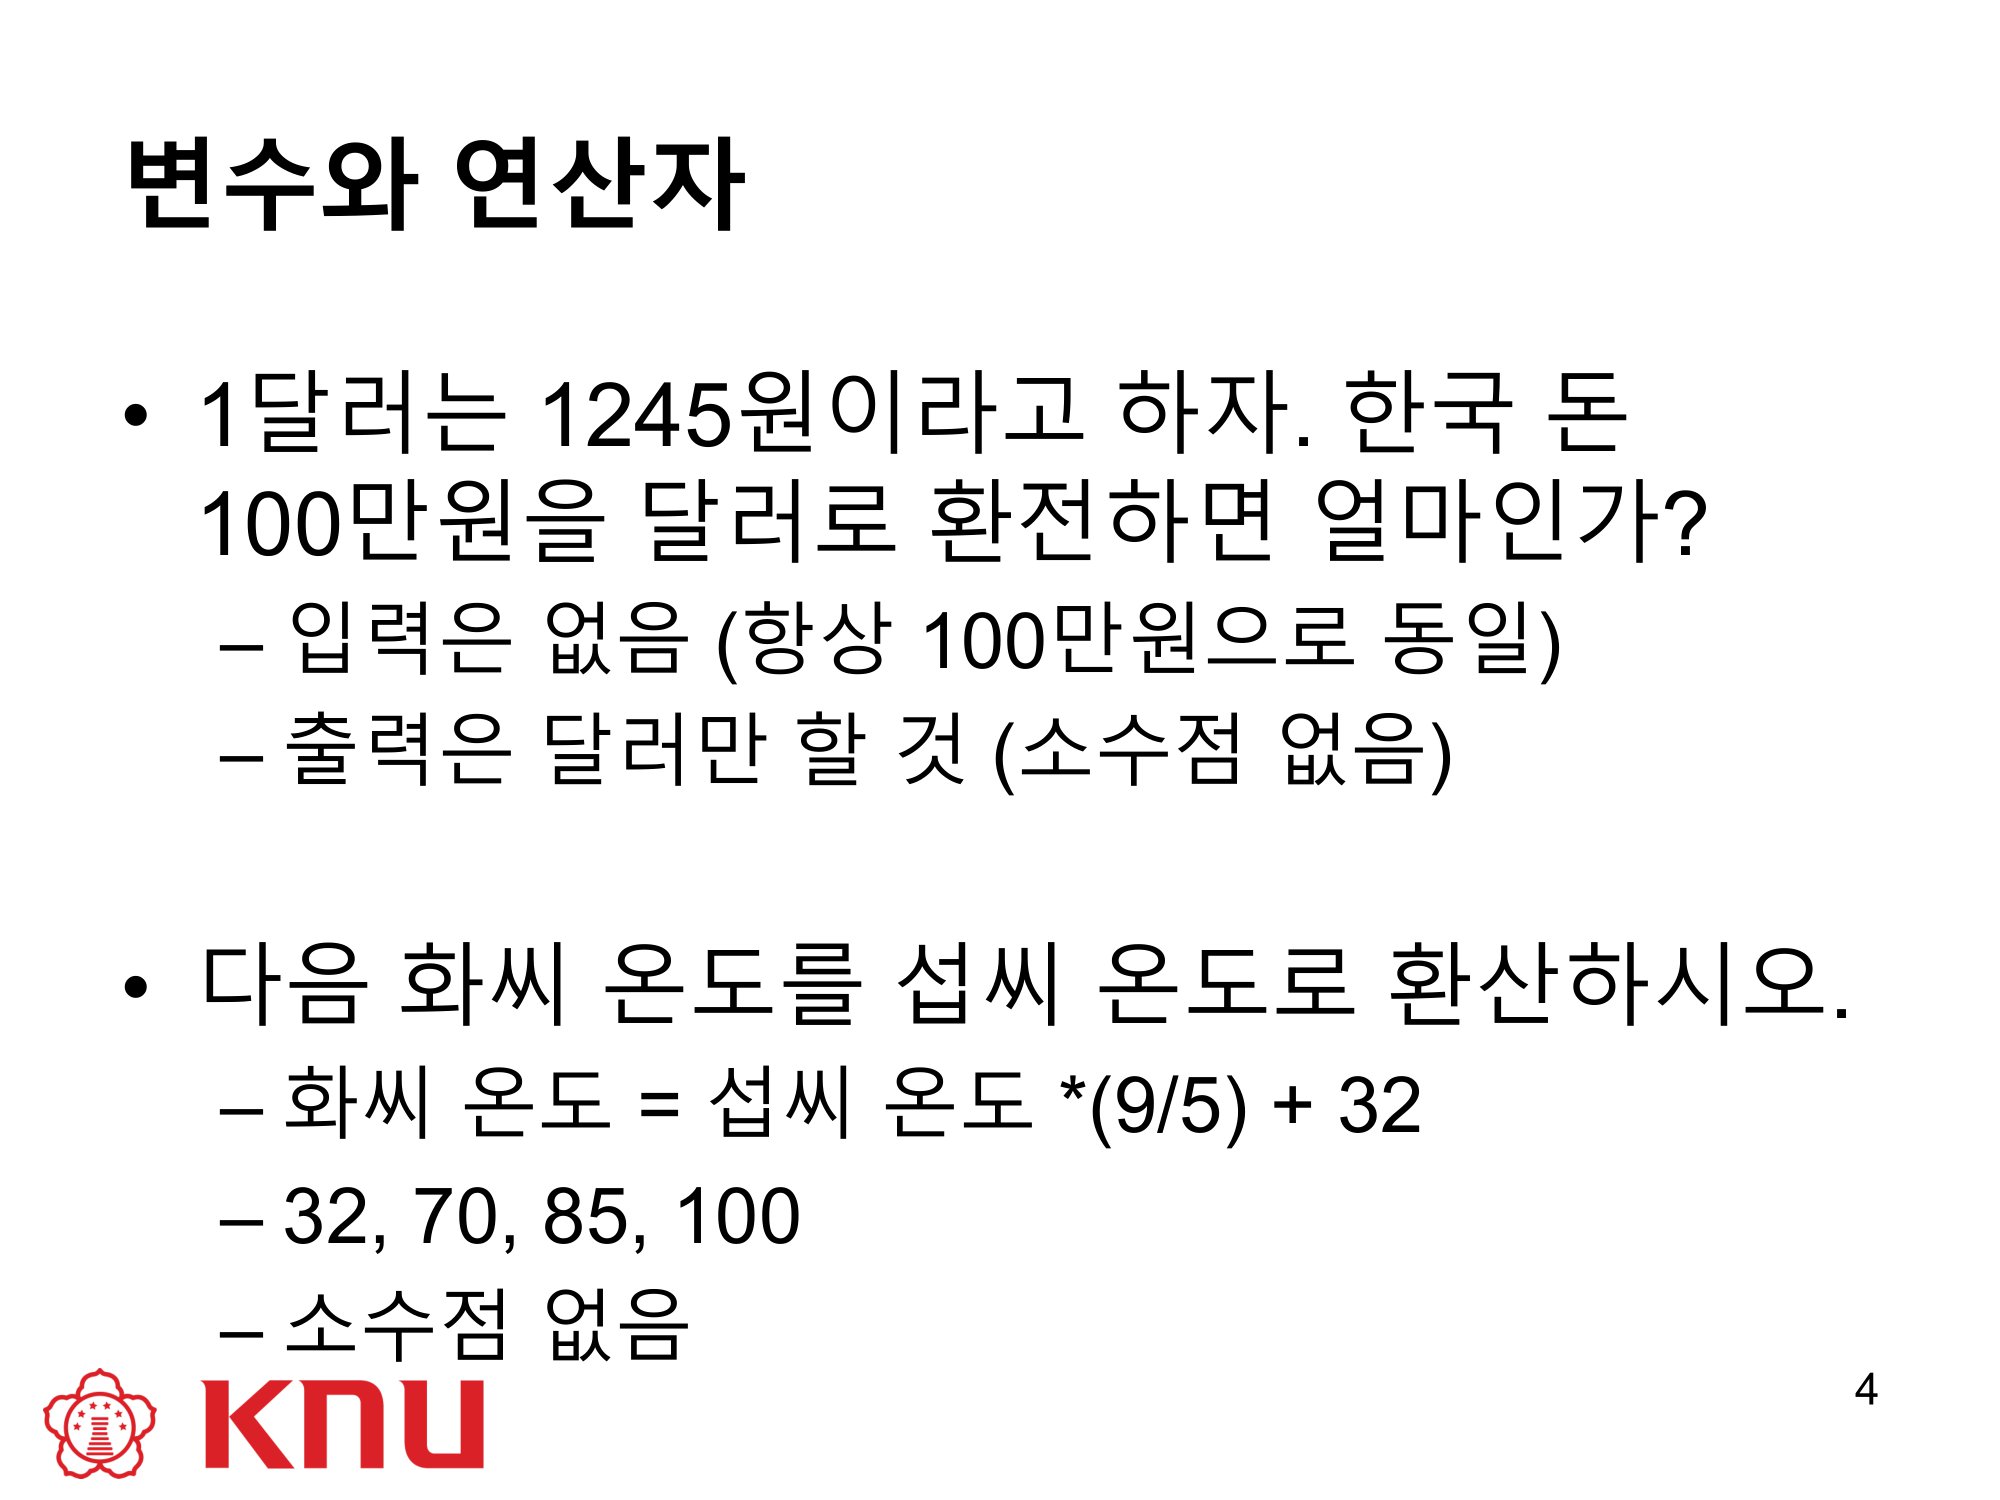 변수와 연산자
• 1달러는 1245원이라고 하자. 한국 돈
100만원을 달러로 환전하면 얼마인가?
– 입력은 없음 (항상 100만원으로 동일)
– 출력은 달러만 할 것 (소수점 없음)
• 다음 화씨 온도를 섭씨 온도로 환산하시오.
– 화씨 온도 = 섭씨 온도 *(9/5) + 32
– 32, 70, 85, 100
– 소수점 없음
KNU
4